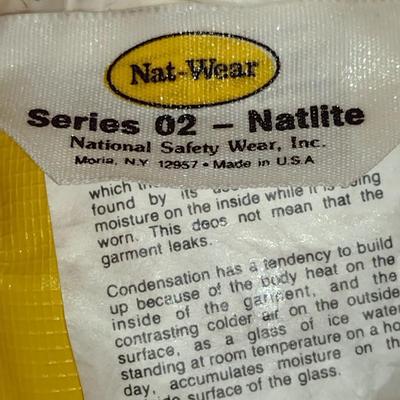 Nat-Wear
Series 02 – Natlite
National Safety Wear, Inc.
Moria, N.Y 12957 • Made in U.S.A
which
found by its
moisture on the inside while it is being
worn. This deos not mean that the
garment leaks.
Condensation has a tendency to build
up because of the body heat on the
inside of the garment, and the
contrasting colder air on the outside
surface, as a glass of ice water
standing at room temperature on a
day, accumulates moisture on
surface of the glass.